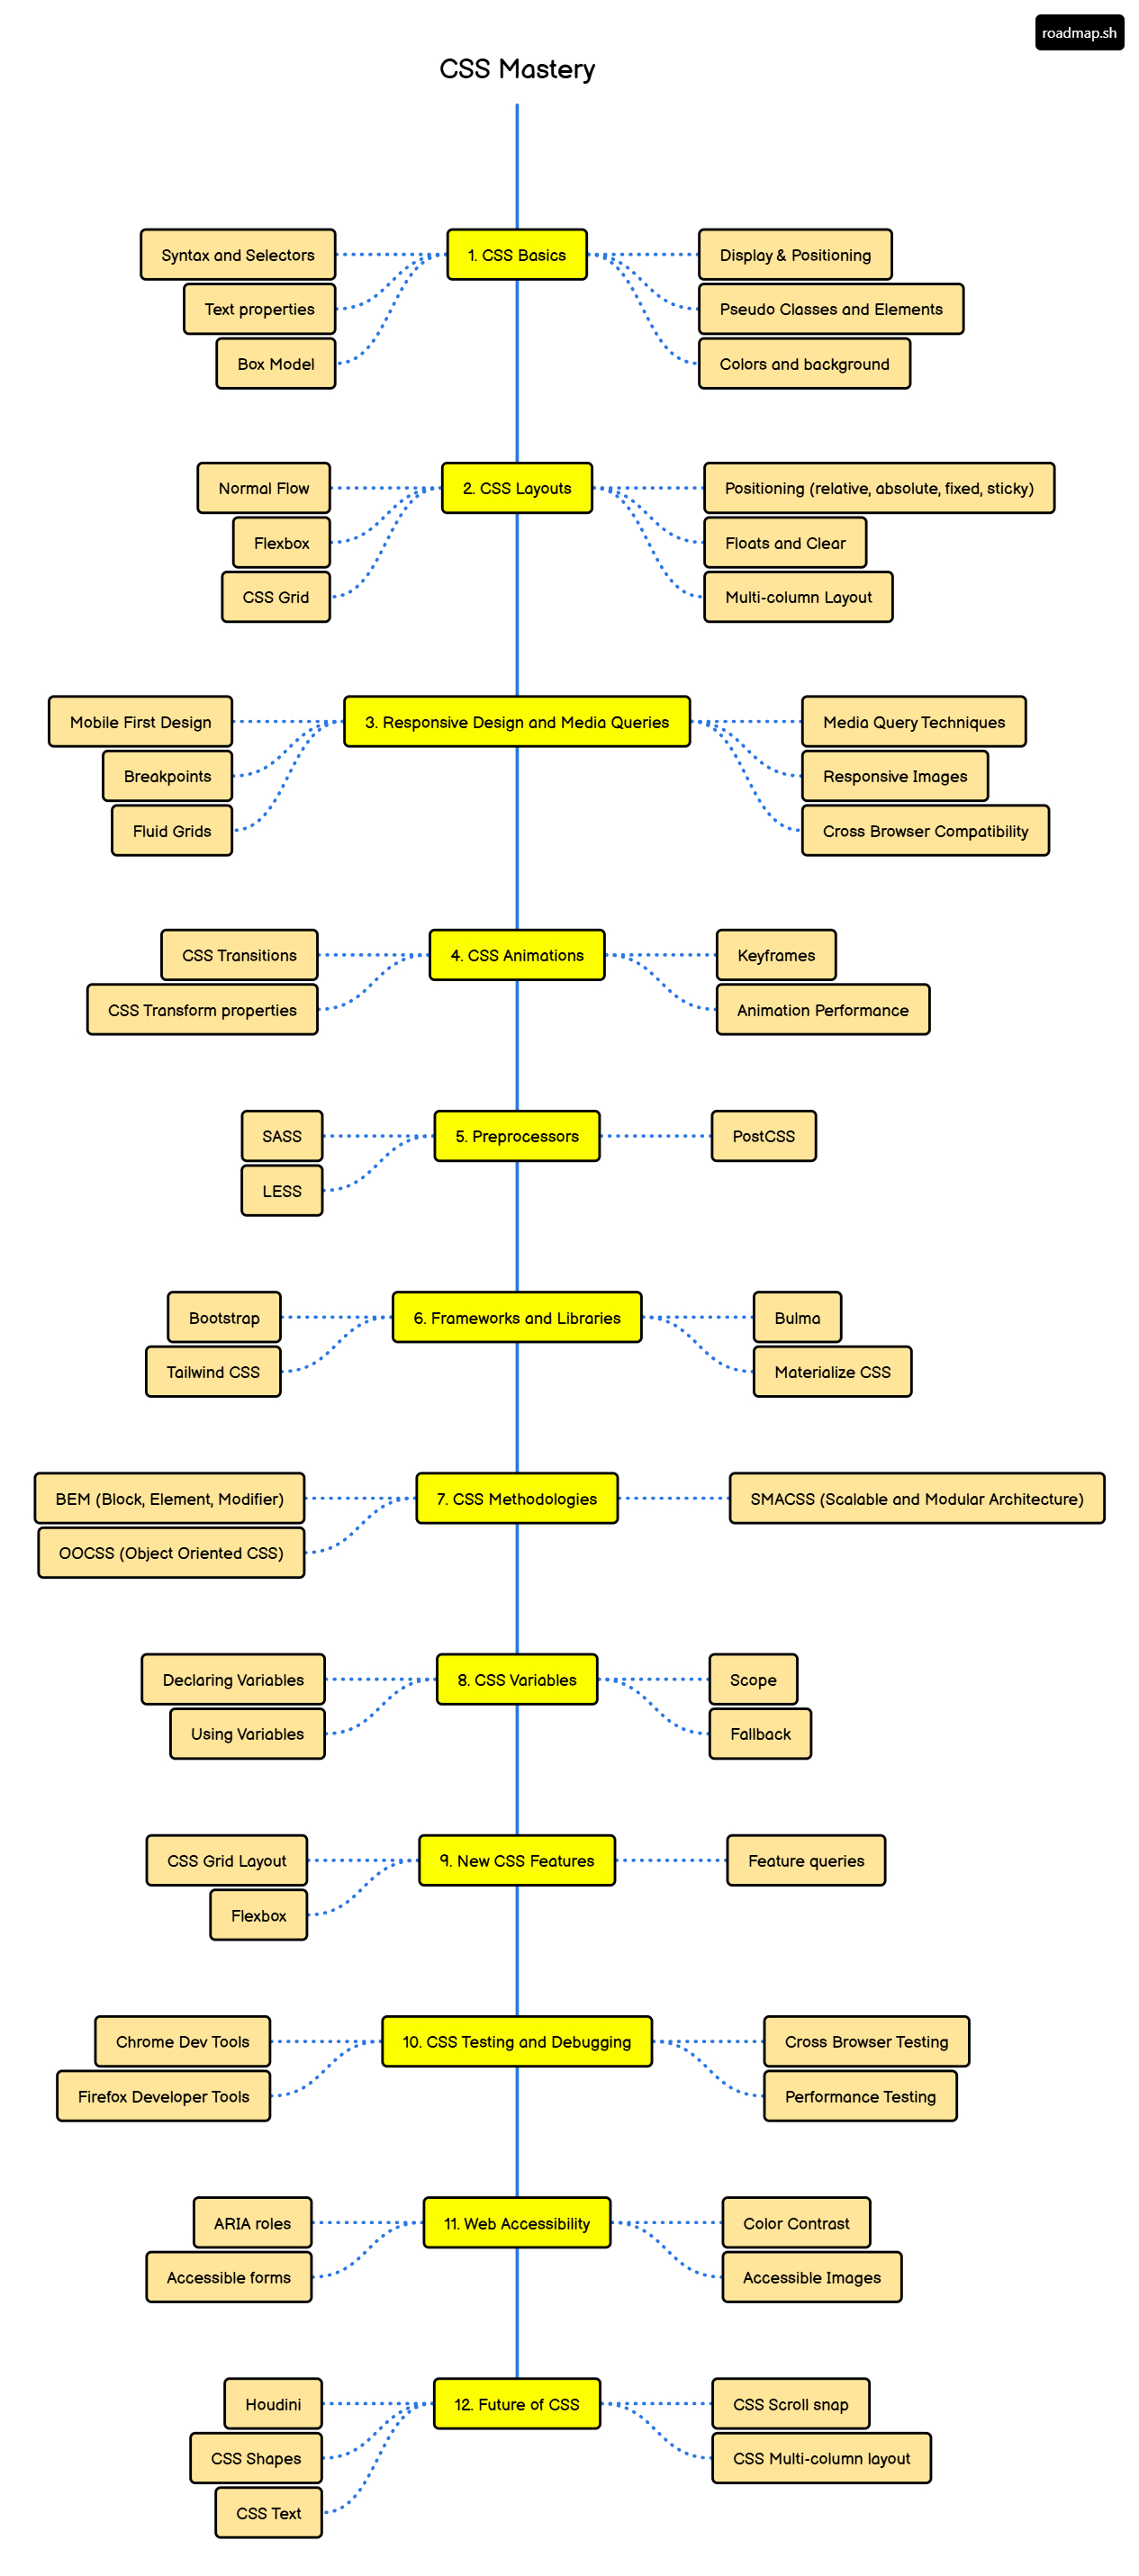 roadmap.sh
CSS Mastery
1. CSS Basics
Syntax and Selectors
Text properties
Box Model
Display & Positioning
Pseudo Classes and Elements
Colors and background
2. CSS Layouts
Normal Flow
Flexbox
CSS Grid
Positioning (relative, absolute, fixed, sticky)
Floats and Clear
Multi-column Layout
3. Responsive Design and Media Queries
Mobile First Design
Breakpoints
Fluid Grids
Media Query Techniques
Responsive Images
Cross Browser Compatibility
4. CSS Animations
CSS Transitions
CSS Transform properties
Keyframes
Animation Performance
5. Preprocessors
SASS
LESS
PostCSS
6. Frameworks and Libraries
Bootstrap
Tailwind CSS
Bulma
Materialize CSS
7. CSS Methodologies
BEM (Block, Element, Modifier)
OOCSS (Object Oriented CSS)
SMACSS (Scalable and Modular Architecture)
8. CSS Variables
Declaring Variables
Using Variables
Scope
Fallback
9. New CSS Features
CSS Grid Layout
Flexbox
Feature queries
10. CSS Testing and Debugging
Chrome Dev Tools
Firefox Developer Tools
Cross Browser Testing
Performance Testing
11. Web Accessibility
ARIA roles
Accessible forms
Color Contrast
Accessible Images
12. Future of CSS
Houdini
CSS Shapes
CSS Text
CSS Scroll snap
CSS Multi-column layout